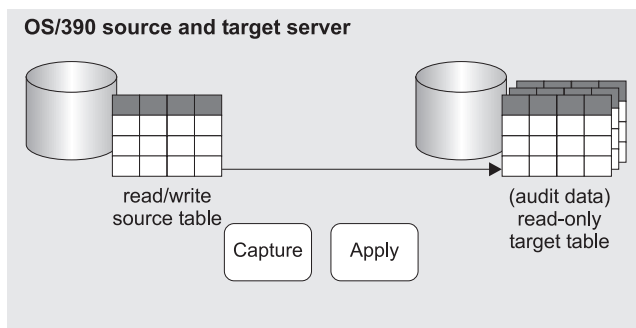 OS/390 source and target server
read/write
source table
(audit data)
read-only
target table
Capture
Apply